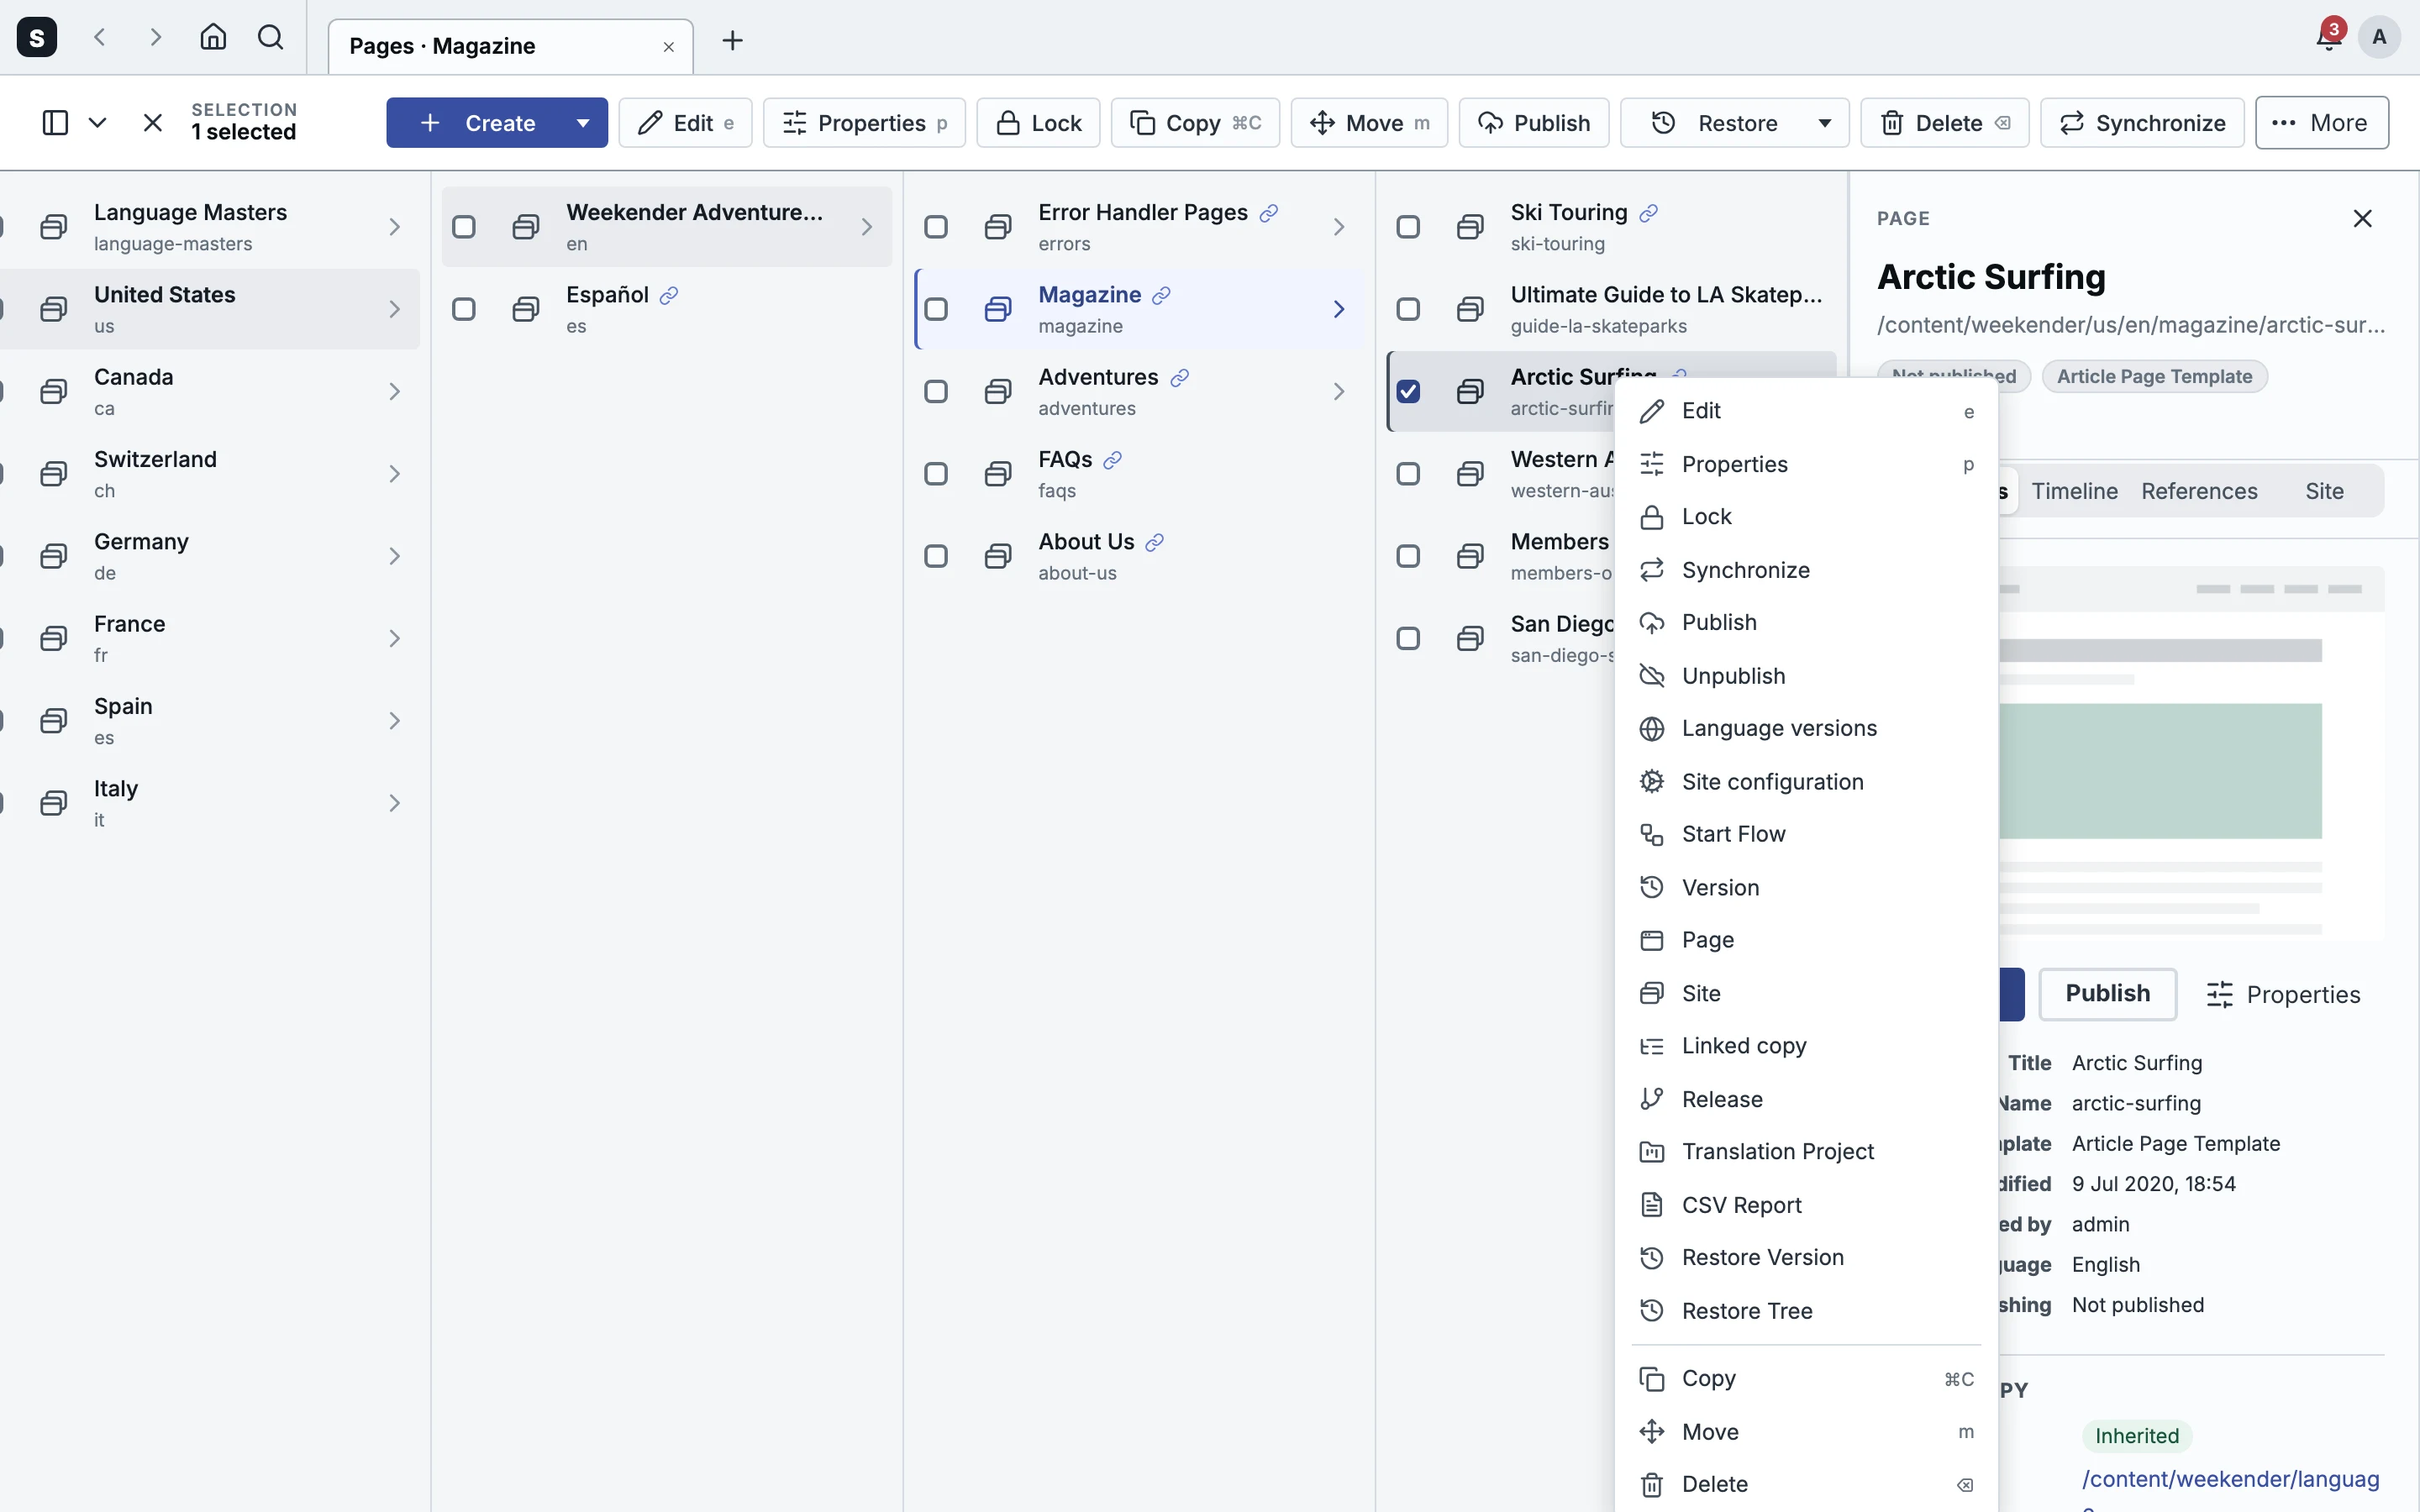 S
Pages · Magazine
3
A
SELECTION
1 selected
Create
Edit e
Properties p
Lock
Copy ⌘C
Move m
Publish
Restore
Delete
Synchronize
More
Language Masters
language-masters
United States
us
Canada
ca
Switzerland
ch
Germany
de
France
fr
Spain
es
Italy
it
Weekender Adventure...
en
Español
es
Error Handler Pages
errors
Magazine
magazine
Adventures
adventures
FAQs
faqs
About Us
about-us
Ski Touring
ski-touring
Ultimate Guide to LA Skatep...
guide-la-skateparks
Arctic Surfing
Western
Members
San Diego
PAGE
Arctic Surfing
/content/weekender/us/en/magazine/arctic-sur...
Not published
Article Page Template
Timeline
References
Site
Edit e
Properties p
Lock
Synchronize
Publish
Unpublish
Language versions
Site configuration
Start Flow
Version
Page
Site
Linked copy
Release
Translation Project
CSV Report
Restore Version
Restore Tree
Copy ⌘C
Move m
Delete
Publish
Properties
Title Arctic Surfing
Name arctic-surfing
Article Page Template
9 Jul 2020, 18:54
by admin
English
Not published
Inherited
/content/weekender/languag